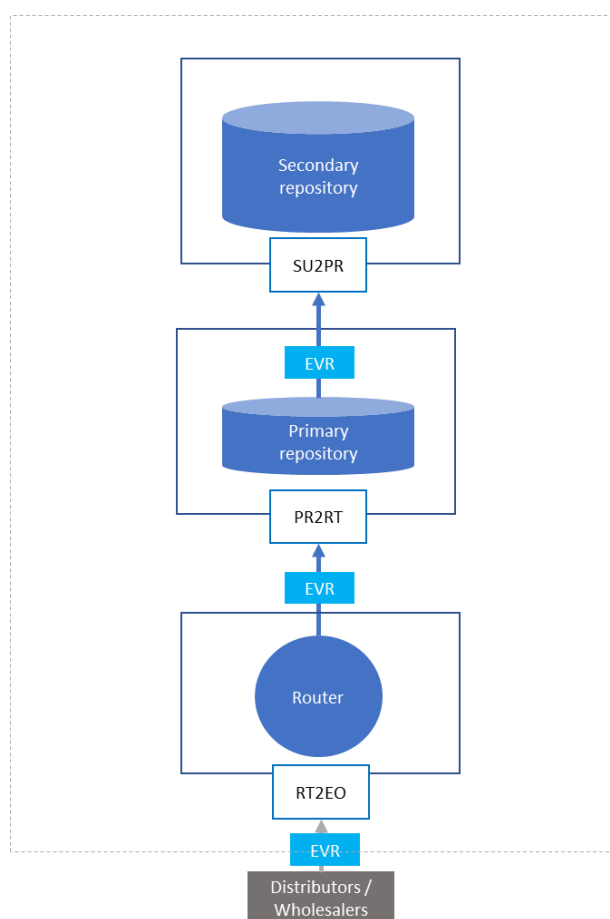 Secondary
repository
SU2PR
EVR
Primary
repository
PR2RT
EVR
Router
RT2EO
EVR
Distributors /
Wholesalers